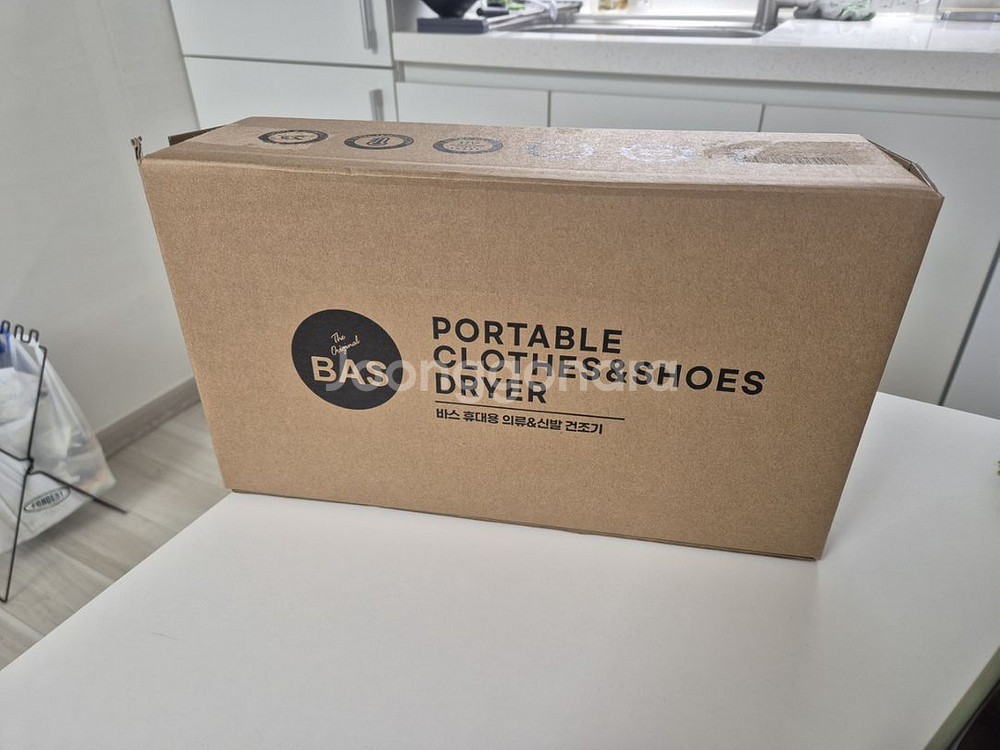 The
Original
BAS
PORTABLE
CLOTHES&SHOES
DRYER
바스 휴대용 의류&신발 건조기
Joonggonara